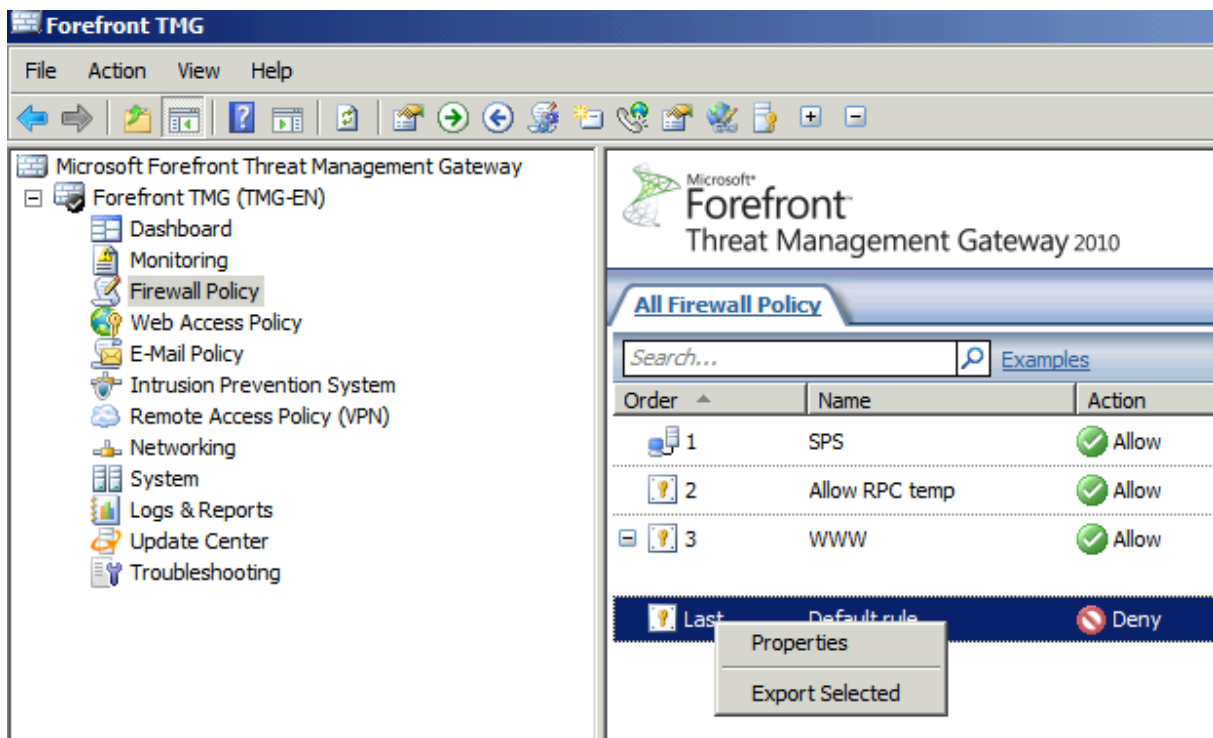 Forefront TMG
File Action View Help
Microsoft Forefront Threat Management Gateway
Forefront TMG (TMG-EN)
Dashboard
Monitoring
Firewall Policy
Web Access Policy
E-Mail Policy
Intrusion Prevention System
Remote Access Policy (VPN)
Networking
System
Logs & Reports
Update Center
Troubleshooting
Microsoft
Forefront
Threat Management Gateway 2010
All Firewall Policy
Search... Examples
Order Name Action
1 SPS Allow
2 Allow RPC temp Allow
3 WWW Allow
Last Default rule Deny
Properties
Export Selected